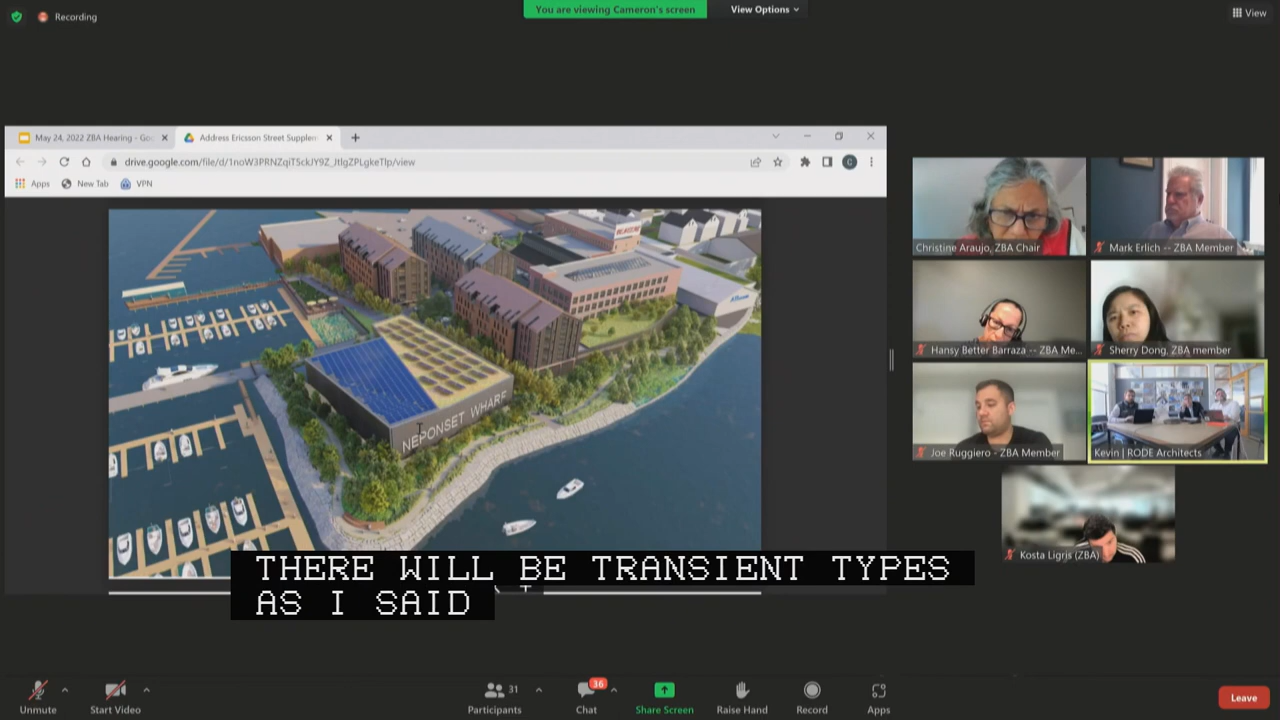 Recording
You are viewing Cameron's screen
View Options
View
May 24, 2022 ZBA Hearing - Goo
Address Ericsson Street Supplem
drive.google.com/file/d/1noW3PRNZqiT5ckJY9Z_JtlgZPLgkeTlp/view
Apps
New Tab
VPN
NEPONSET WHARF
Christine Araujo, ZBA Chair
Mark Erlich -- ZBA Member
Hansy Better Barraza -- ZBA Me...
Sherry Dong, ZBA member
Joe Ruggiero - ZBA Member
Kevin | RODE Architects
Kosta Ligris (ZBA)
THERE WILL BE TRANSIENT TYPES
AS I SAID
Unmute
Start Video
Participants
31
Chat
36
Share Screen
Raise Hand
Record
Apps
Leave